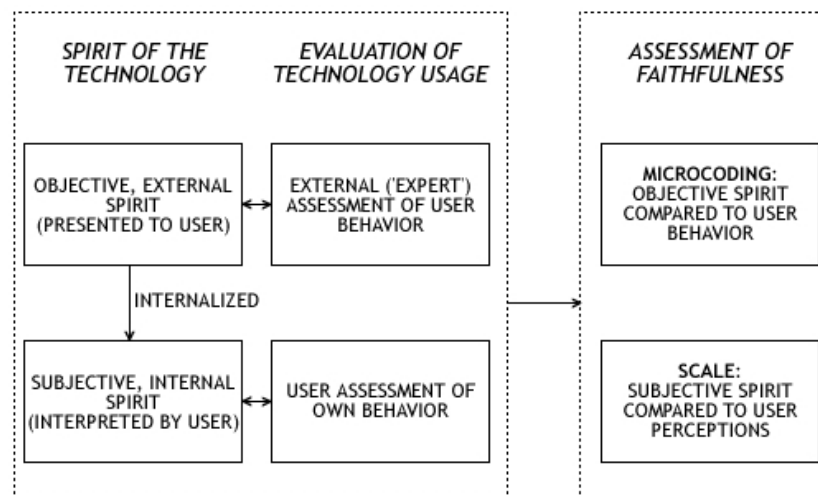 SPIRIT OF THE
TECHNOLOGY
EVALUATION OF
TECHNOLOGY USAGE
ASSESSMENT OF
FAITHFULNESS
OBJECTIVE, EXTERNAL
SPIRIT
(PRESENTED TO USER)
EXTERNAL ('EXPERT')
ASSESSMENT OF USER
BEHAVIOR
MICROCODING:
OBJECTIVE SPIRIT
COMPARED TO USER
BEHAVIOR
INTERNALIZED
SUBJECTIVE, INTERNAL
SPIRIT
(INTERPRETED BY USER)
USER ASSESSMENT OF
OWN BEHAVIOR
SCALE:
SUBJECTIVE SPIRIT
COMPARED TO USER
PERCEPTIONS